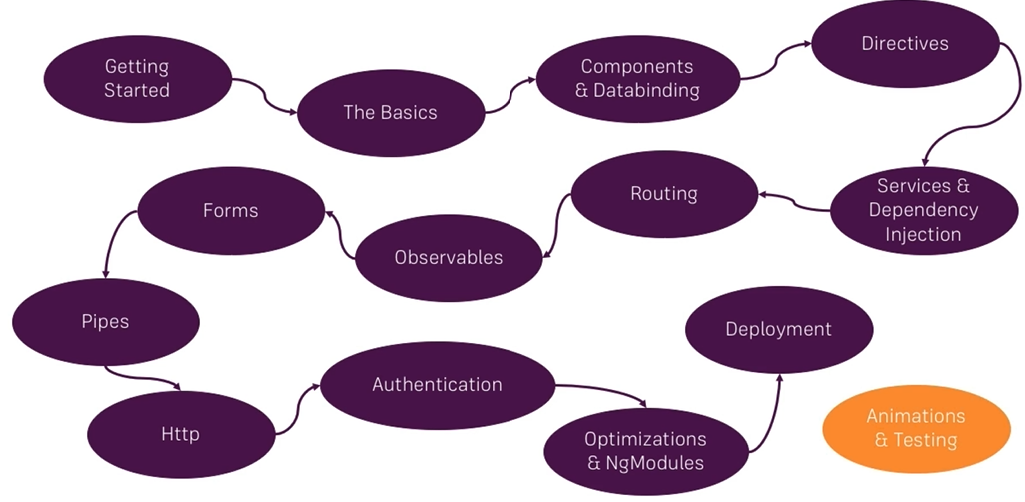 Getting
Started
The Basics
Components
& Databinding
Directives
Services &
Dependency
Injection
Routing
Observables
Forms
Pipes
Http
Authentication
Optimizations
& NgModules
Deployment
Animations
& Testing